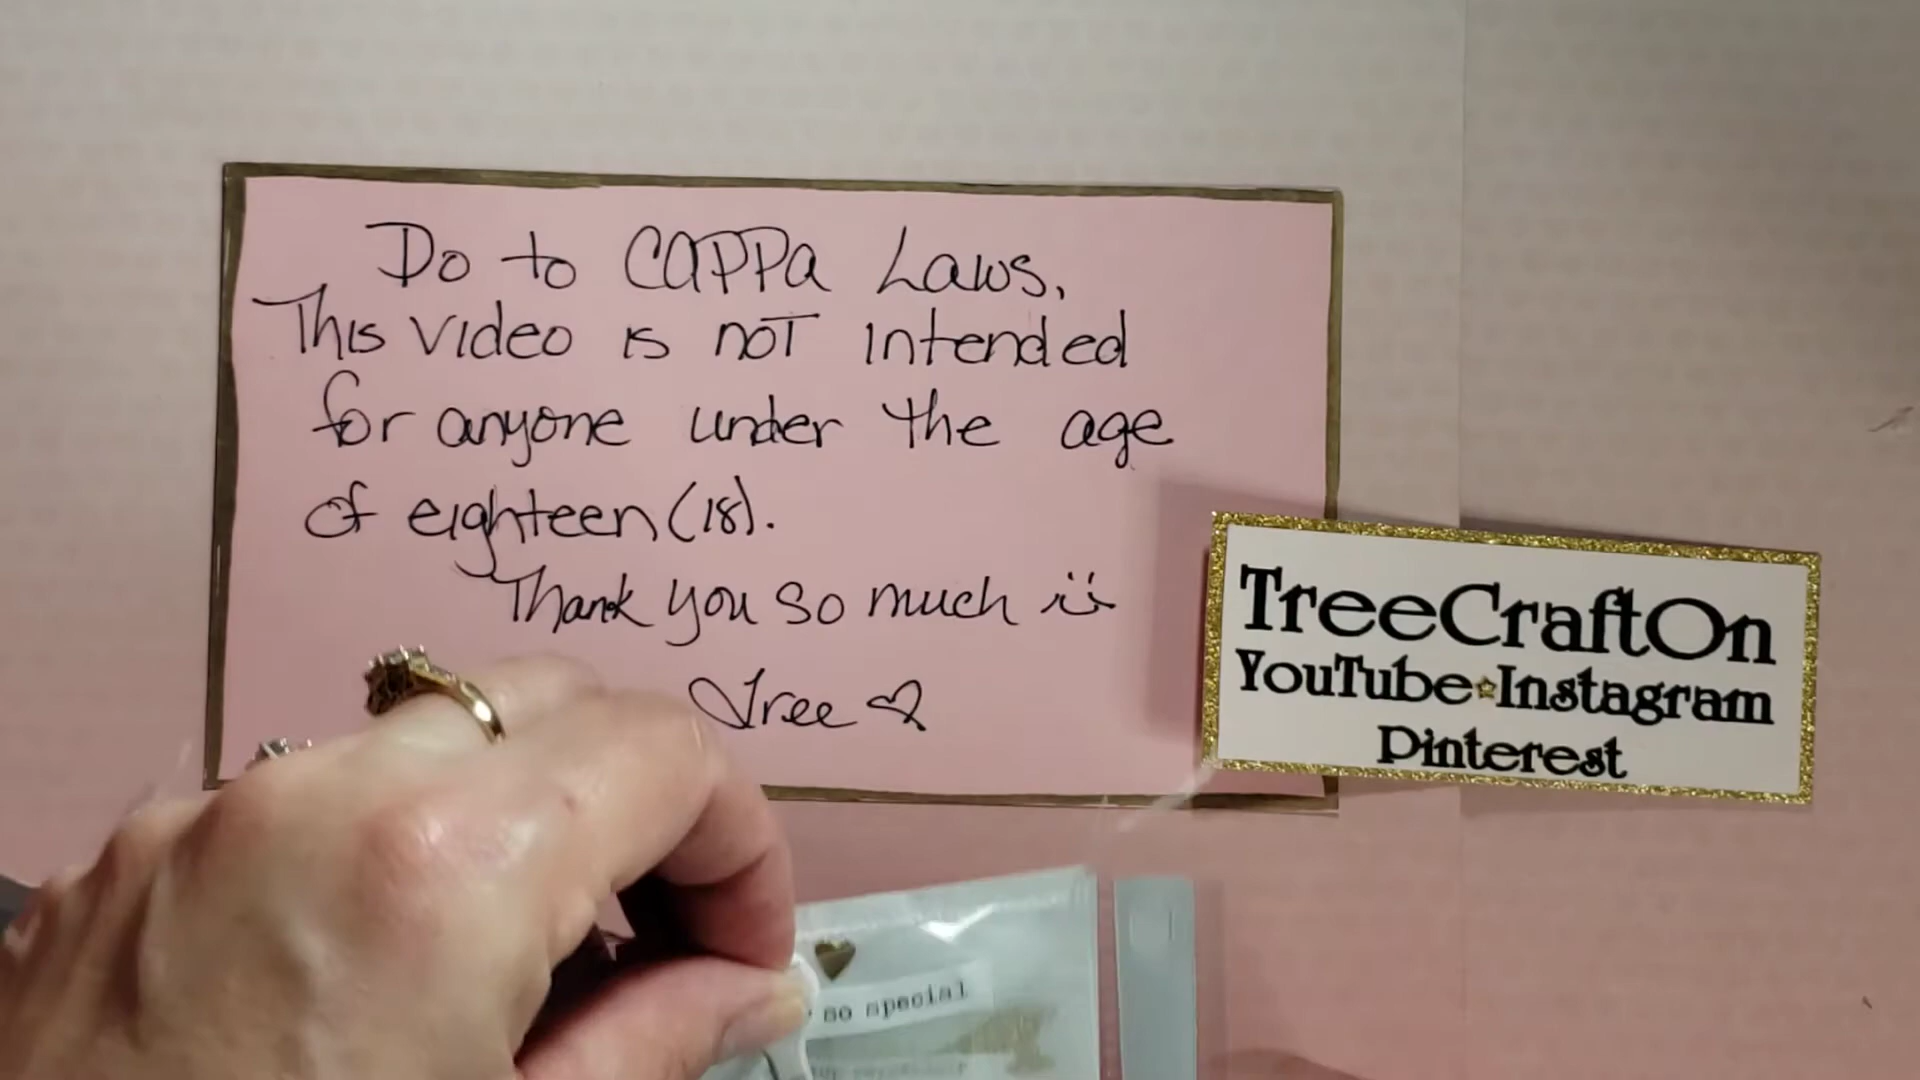 Do to CAPPA Laws,
This video is not intended
for anyone under the age
of eighteen (18).
Thank you so much
Tree
TreeCraftOn
YouTube Instagram
Pinterest
so special